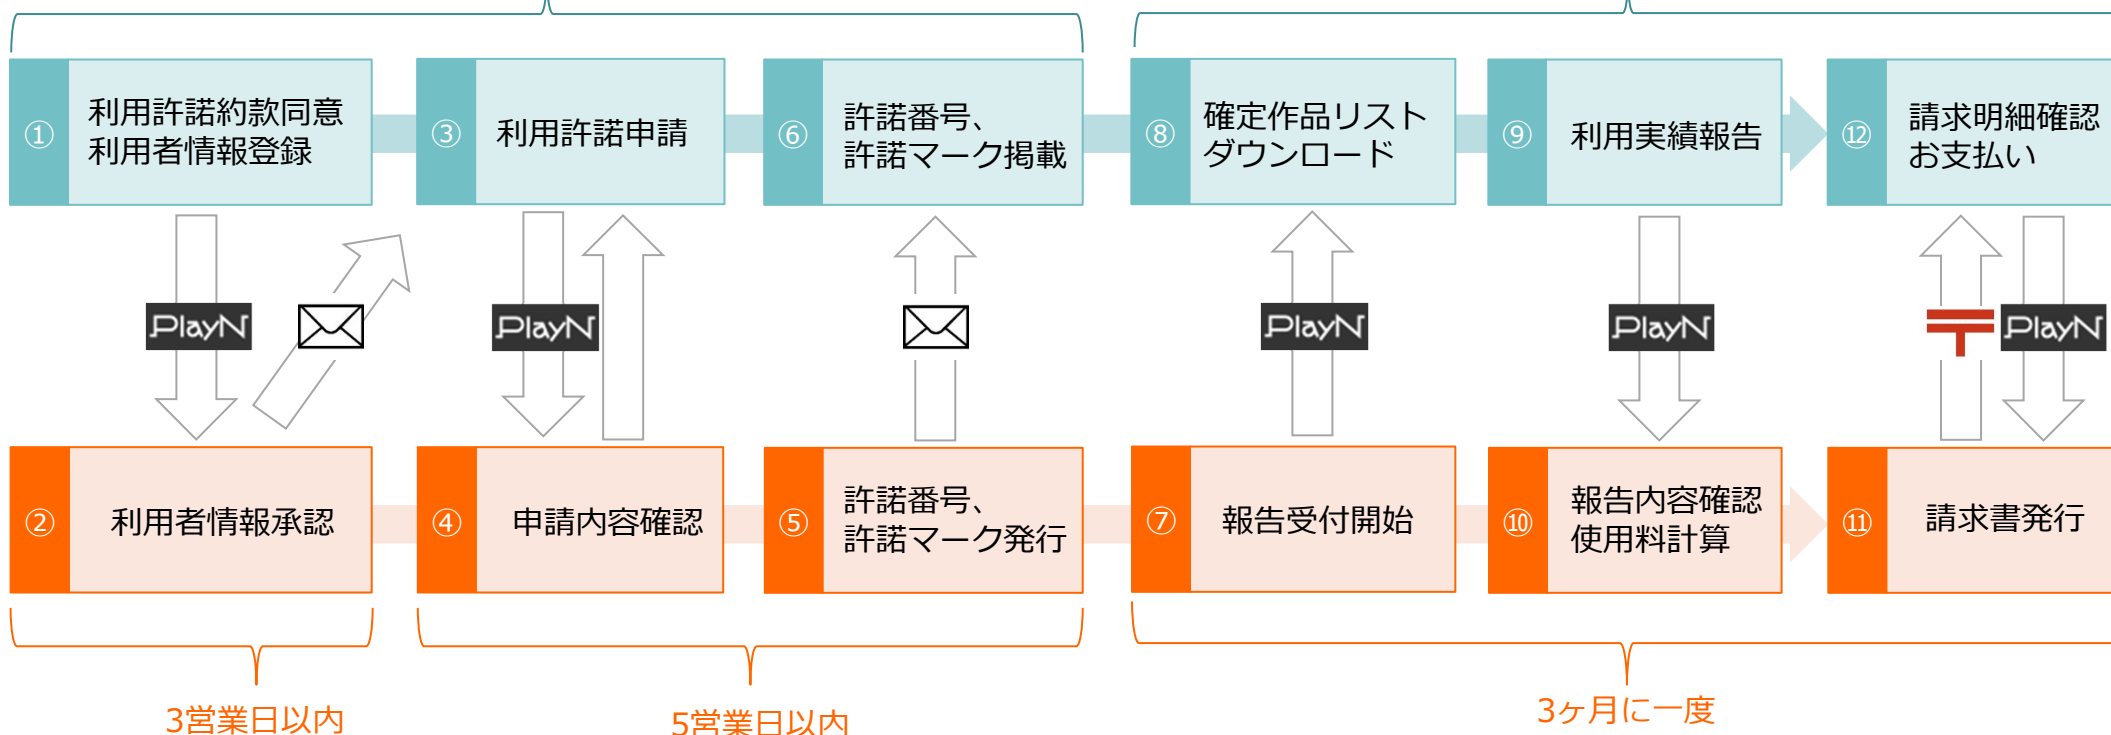 ①
利用許諾約款同意
利用者情報登録
③
利用許諾申請
⑥
許諾番号、
許諾マーク掲載
⑧
確定作品リスト
ダウンロード
⑨
利用実績報告
⑫
請求明細確認
お支払い
PlayN
PlayN
PlayN
PlayN
PlayN
②
利用者情報承認
④
申請内容確認
⑤
許諾番号、
許諾マーク発行
⑦
報告受付開始
⑩
報告内容確認
使用料計算
⑪
請求書発行
3営業日以内
5営業日以内
3ヶ月に一度